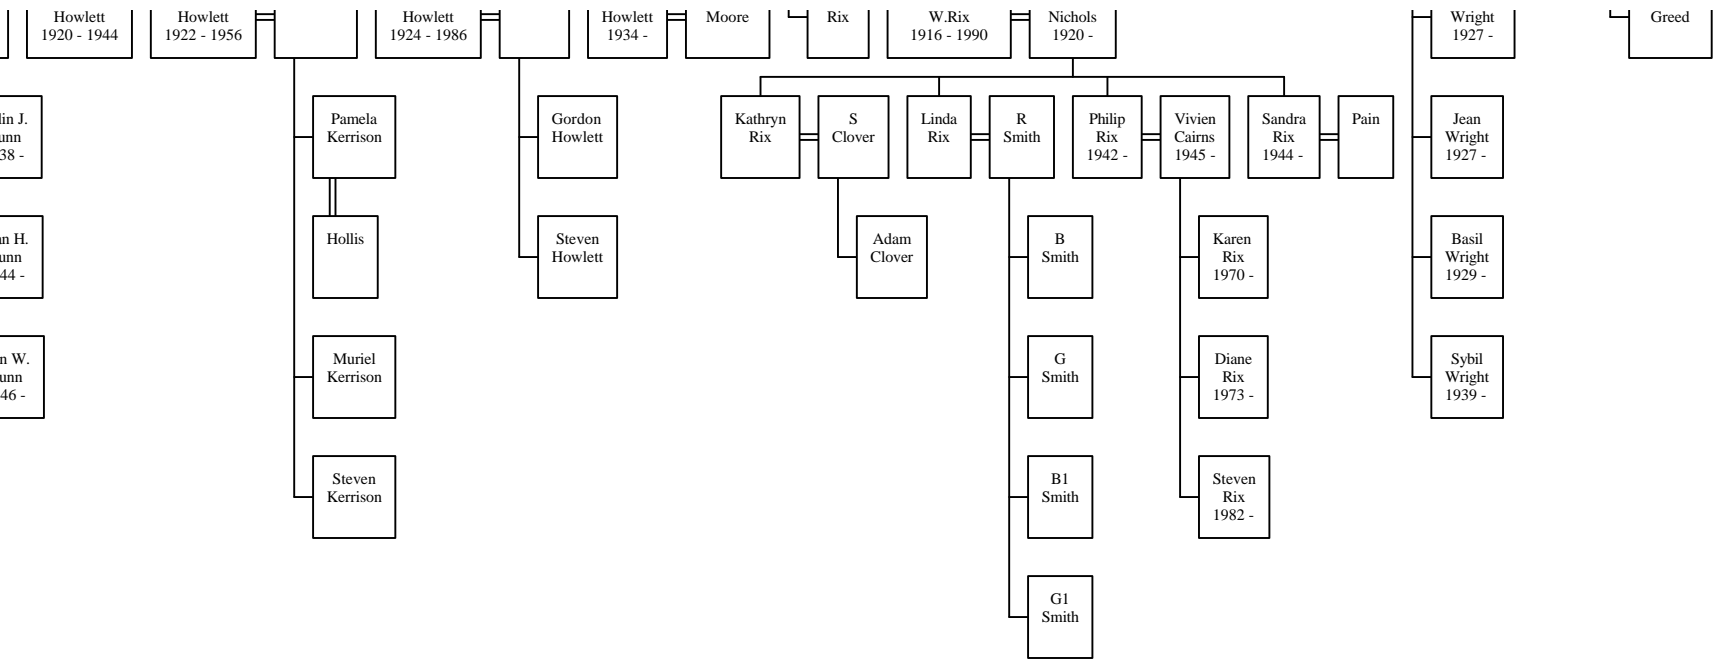 Howlett
1920 - 1944
Howlett
1922 - 1956
Howlett
1924 - 1986
Howlett
1934 -
Moore
Rix
W.Rix
1916 - 1990
Nichols
1920 -
Wright
1927 -
Greed
lin J.
unn
38 -
Pamela
Kerrison
Gordon
Howlett
Kathryn
Rix
S
Clover
Linda
Rix
R
Smith
Philip
Rix
1942 -
Vivien
Cairns
1945 -
Sandra
Rix
1944 -
Pain
Jean
Wright
1927 -
n H.
unn
44 -
Hollis
Steven
Howlett
Adam
Clover
B
Smith
Karen
Rix
1970 -
Basil
Wright
1929 -
n W.
unn
46 -
Muriel
Kerrison
G
Smith
Diane
Rix
1973 -
Sybil
Wright
1939 -
Steven
Kerrison
B1
Smith
Steven
Rix
1982 -
G1
Smith